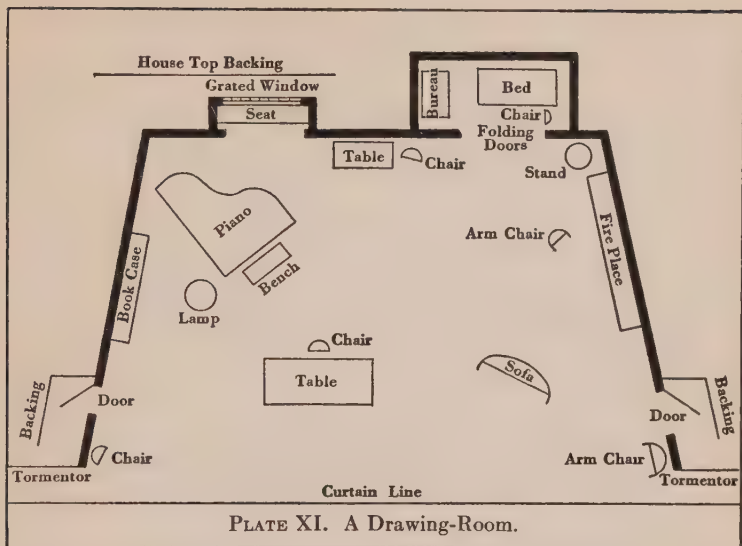 House Top Backing
Grated Window
Seat
Bureau
Bed
Chair
Folding
Doors
Table
Chair
Stand
Piano
Bench
Arm Chair
Fire Place
Book Case
Lamp
Chair
Table
Sofa
Backing
Door
Door
Backing
Chair
Arm Chair
Tormentor
Tormentor
Curtain Line
PLATE XI. A Drawing-Room.